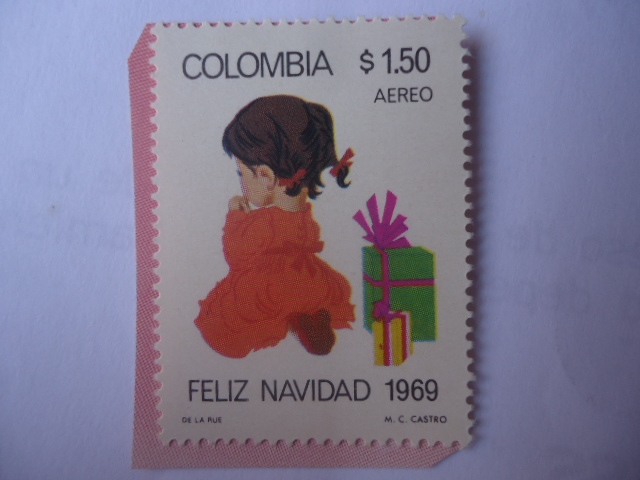 COLOMBIA $1.50
AEREO
FELIZ NAVIDAD 1969
DE LA RUE M. C. CASTRO